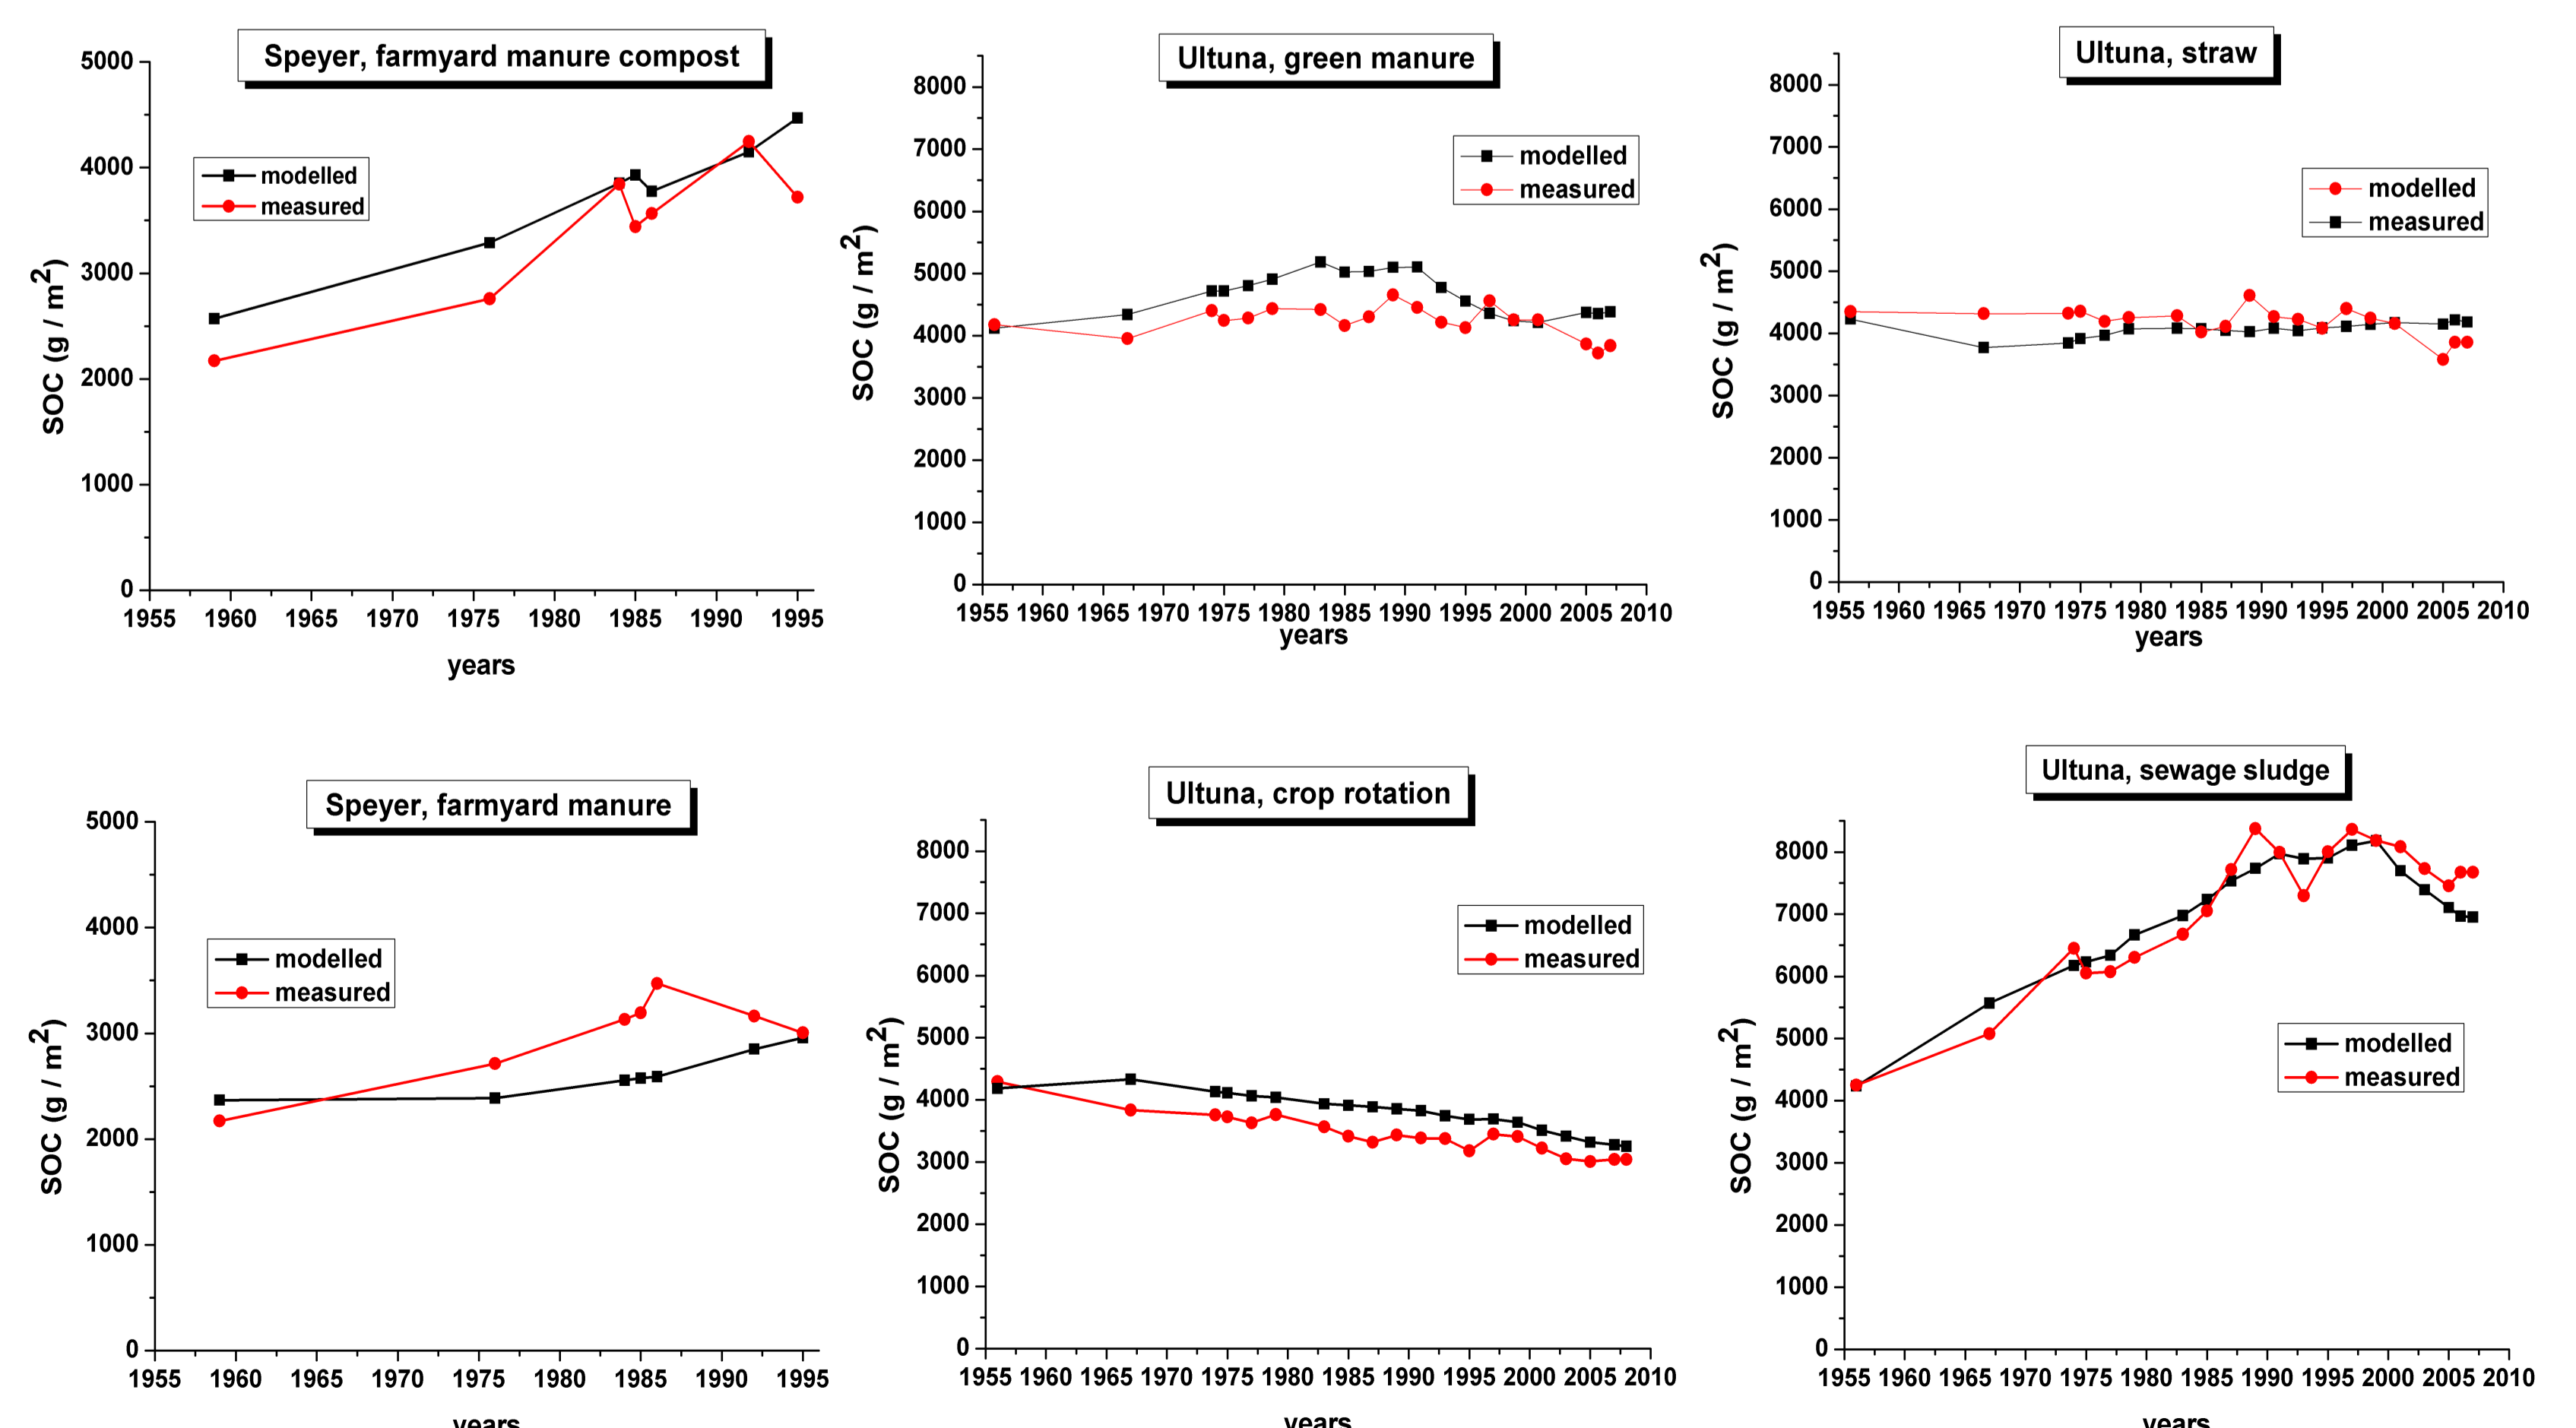 Speyer, farmyard manure compost
5000
4000
3000
2000
1000
0
modelled
measured
SOC (g / m2)
1955 1960 1965 1970 1975 1980 1985 1990 1995
years
Ultuna, green manure
8000
7000
6000
5000
4000
3000
2000
1000
0
modelled
measured
SOC (g / m2)
1955 1960 1965 1970 1975 1980 1985 1990 1995 2000 2005 2010
years
Ultuna, straw
8000
7000
6000
5000
4000
3000
2000
1000
0
modelled
measured
SOC (g / m2)
1955 1960 1965 1970 1975 1980 1985 1990 1995 2000 2005 2010
years
Speyer, farmyard manure
5000
4000
3000
2000
1000
0
modelled
measured
SOC (g / m2)
1955 1960 1965 1970 1975 1980 1985 1990 1995
years
Ultuna, crop rotation
8000
7000
6000
5000
4000
3000
2000
1000
0
modelled
measured
SOC (g / m2)
1955 1960 1965 1970 1975 1980 1985 1990 1995 2000 2005 2010
years
Ultuna, sewage sludge
8000
7000
6000
5000
4000
3000
2000
1000
0
modelled
measured
SOC (g / m2)
1955 1960 1965 1970 1975 1980 1985 1990 1995 2000 2005 2010
years